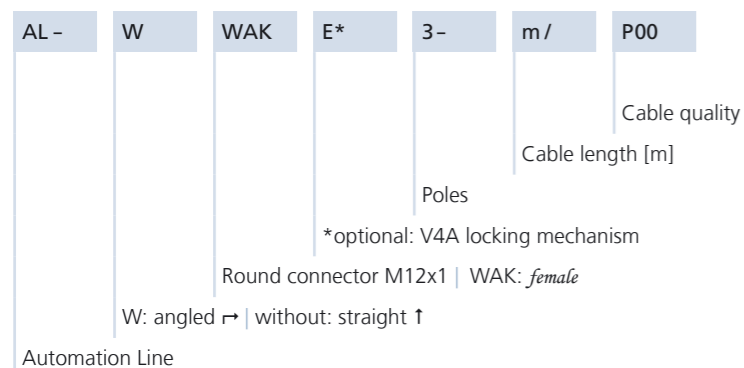 AL – W WAK E* 3 – m / P00
Cable quality
Cable length [m]
Poles
*optional: V4A locking mechanism
Round connector M12x1 | WAK: female
W: angled ↱ | without: straight ↑
Automation Line